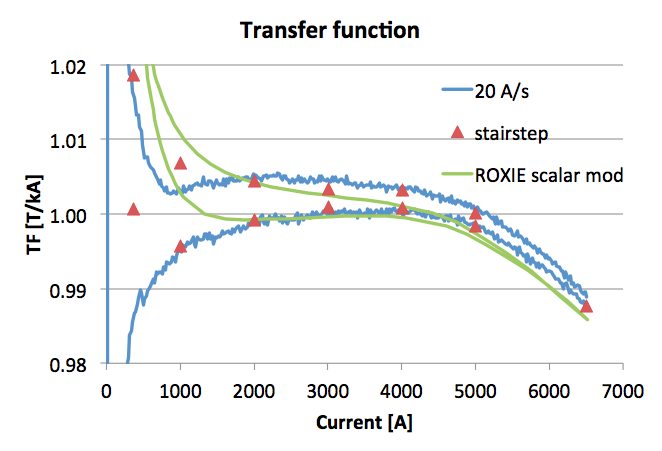 Transfer function
1.02
1.01
1.00
0.99
0.98
TF [T/kA]
20 A/s
stairstep
ROXIE scalar mod
0 1000 2000 3000 4000 5000 6000 7000
Current [A]